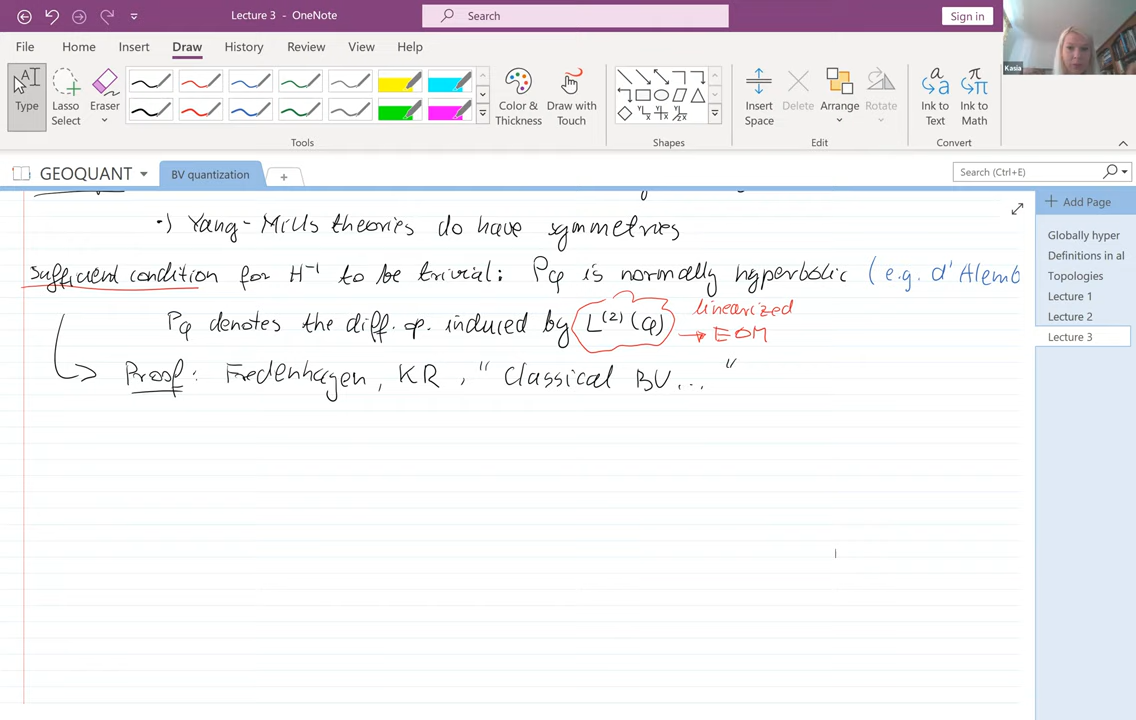 Lecture 3 - OneNote
Search
Sign in
File Home Insert Draw History Review View Help
Kasia
Type
Lasso Select
Eraser
Color & Thickness
Draw with Touch
Insert Space
Delete
Arrange
Rotate
Ink to Text
Ink to Math
Tools
Shapes
Edit
Convert
GEOQUANT
BV quantization
Search (Ctrl+E)
Add Page
Globally hyper
Definitions in al
Topologies
Lecture 1
Lecture 2
Lecture 3
·) Yang-Mills theories do have symmetries
Sufficient condition for H⁻¹ to be trivial: Pφ is normally hyperbolic (e.g. d'Alemb
Pφ denotes the diff. op. induced by L⁽²⁾(φ) linearized → EOM
Proof: Fredenhagen, KR, "Classical BV... "